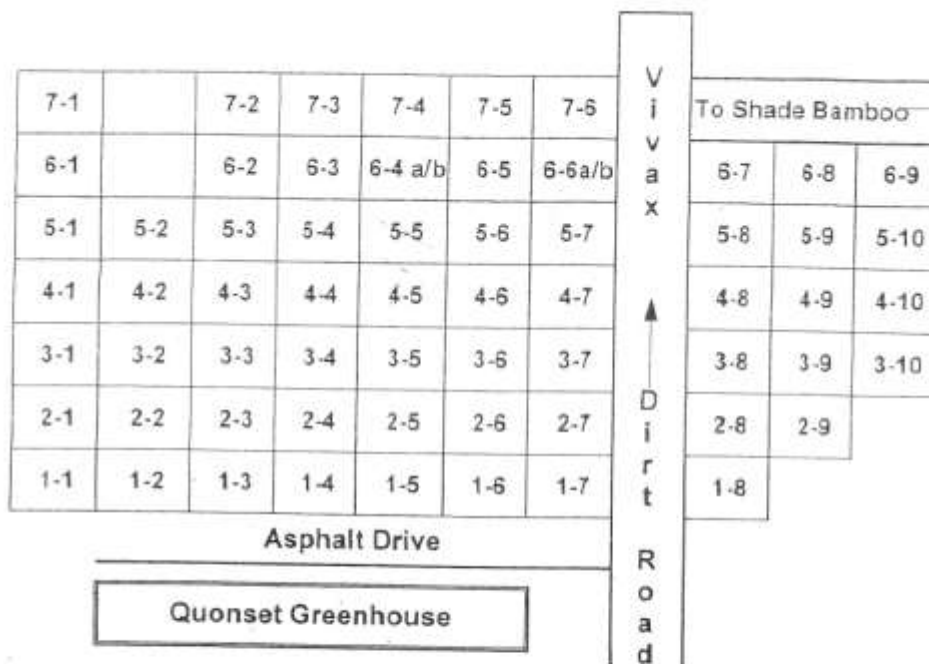 7-1 7-2 7-3 7-4 7-5 7-6 To Shade Bamboo
6-1 6-2 6-3 6-4 a/b 6-5 6-6a/b 6-7 6-8 6-9
5-1 5-2 5-3 5-4 5-5 5-6 5-7 5-8 5-9 5-10
4-1 4-2 4-3 4-4 4-5 4-6 4-7 4-8 4-9 4-10
3-1 3-2 3-3 3-4 3-5 3-6 3-7 3-8 3-9 3-10
2-1 2-2 2-3 2-4 2-5 2-6 2-7 2-8 2-9
1-1 1-2 1-3 1-4 1-5 1-6 1-7 1-8
Vivax
Dirt Road
Asphalt Drive
Quonset Greenhouse